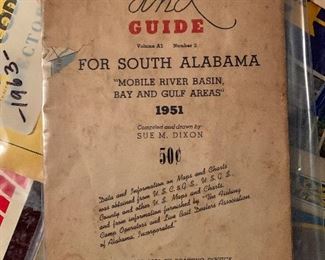 and
GUIDE
Volume A1 Number 2
FOR SOUTH ALABAMA
"MOBILE RIVER BASIN,
BAY AND GULF AREAS"
1951
Compiled and drawn by
SUE M. DIXON
50¢
Data and Information on Maps and Charts
was obtained from U.S.C.&G.S., U.S.G.S.,
County and other U.S. Maps and Charts,
and from information furnished by "The Fishing
Camp Operators and Live Bait Dealers Association
of Alabama, Incorporated."
-1963-